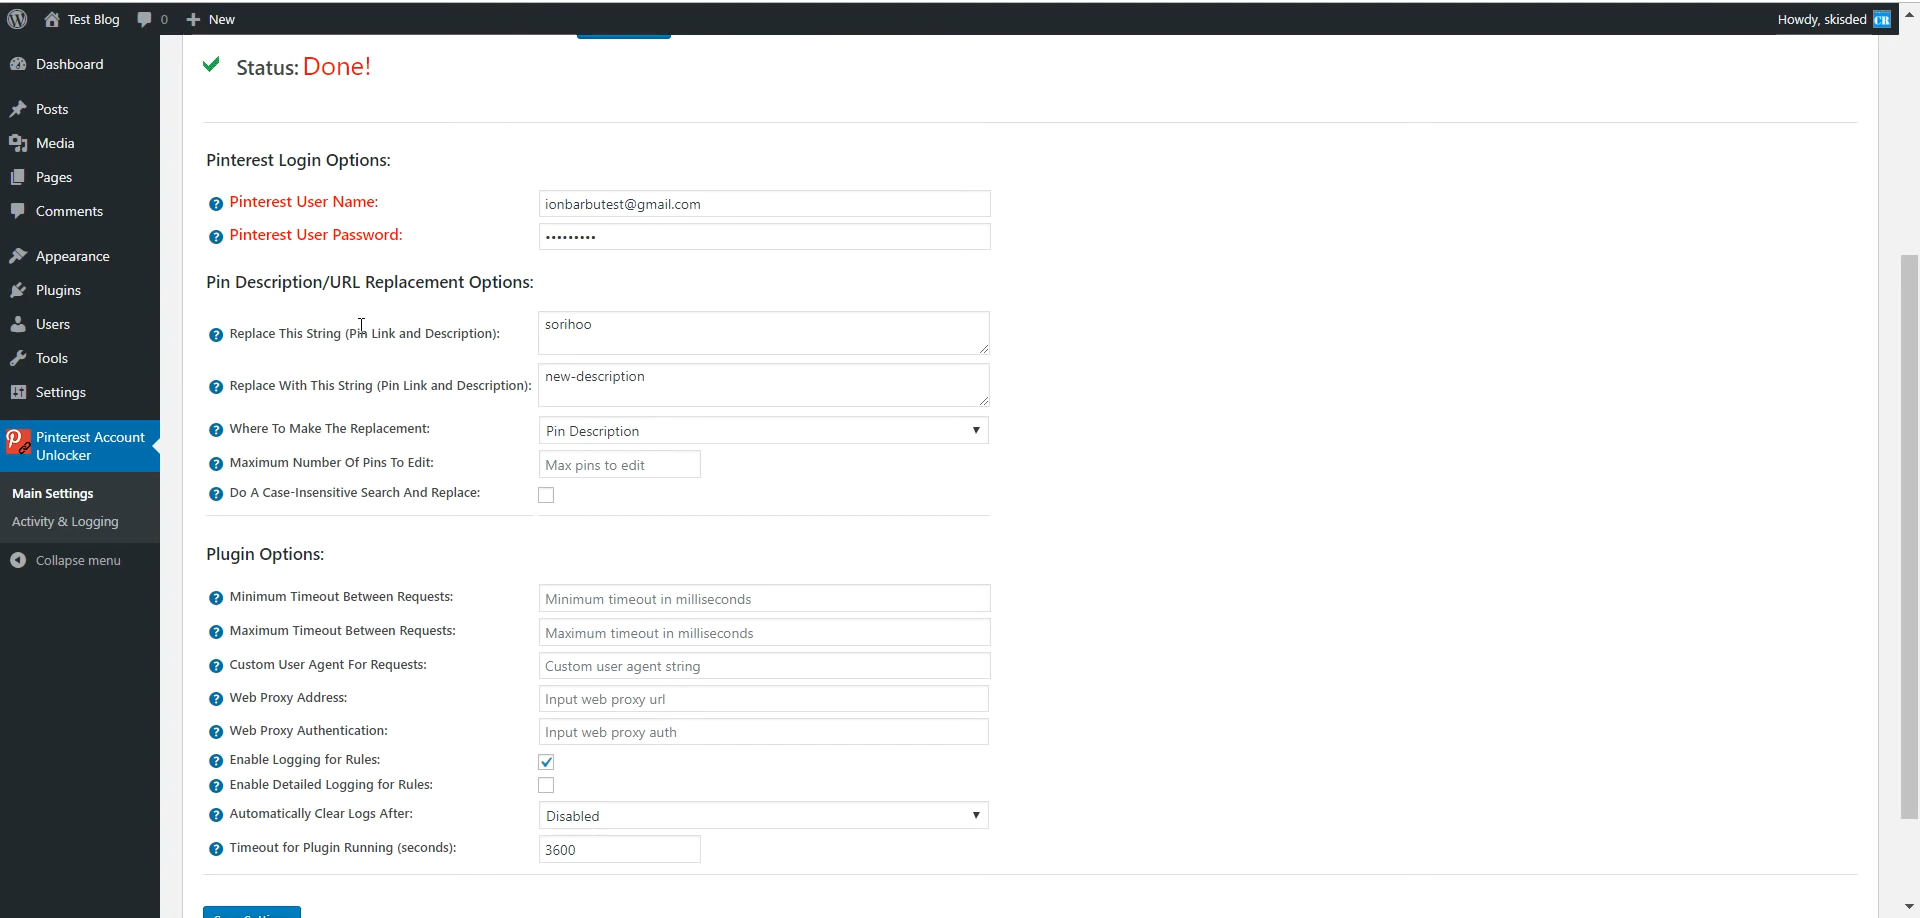 Test Blog 0 New Howdy, skisded CR
Dashboard
Posts
Media
Pages
Comments
Appearance
Plugins
Users
Tools
Settings
Pinterest Account
Unlocker
Main Settings
Activity & Logging
Collapse menu
Status: Done!
Pinterest Login Options:
Pinterest User Name: ionbarbutest@gmail.com
Pinterest User Password: •••••••••
Pin Description/URL Replacement Options:
Replace This String (Pin Link and Description): sorihoo
Replace With This String (Pin Link and Description): new-description
Where To Make The Replacement: Pin Description
Maximum Number Of Pins To Edit: Max pins to edit
Do A Case-Insensitive Search And Replace:
Plugin Options:
Minimum Timeout Between Requests: Minimum timeout in milliseconds
Maximum Timeout Between Requests: Maximum timeout in milliseconds
Custom User Agent For Requests: Custom user agent string
Web Proxy Address: Input web proxy url
Web Proxy Authentication: Input web proxy auth
Enable Logging for Rules:
Enable Detailed Logging for Rules:
Automatically Clear Logs After: Disabled
Timeout for Plugin Running (seconds): 3600